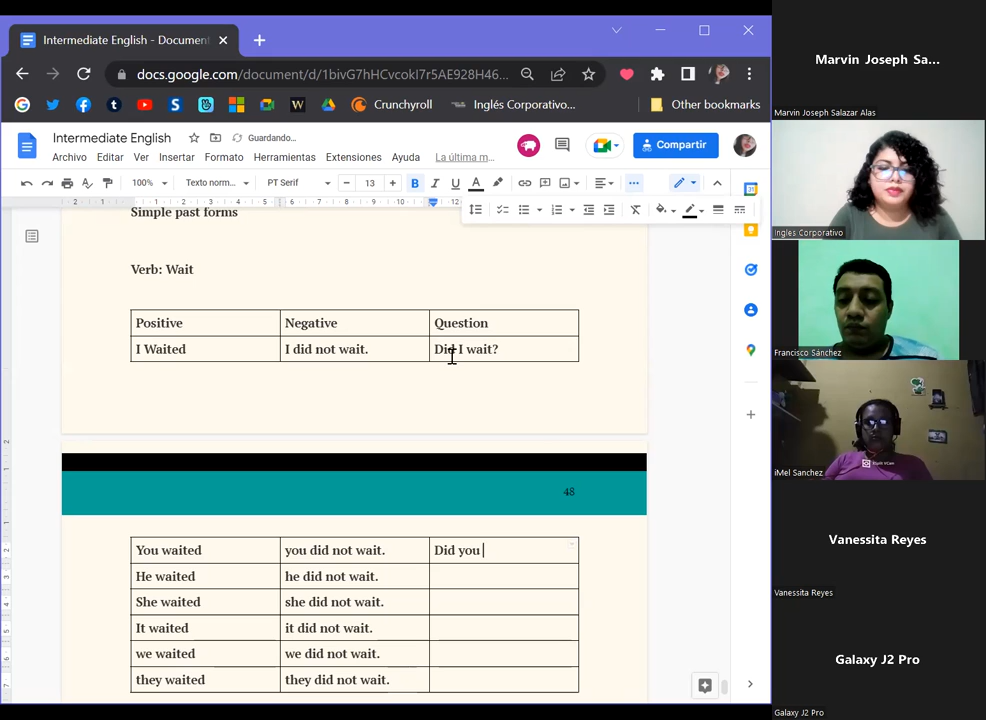 Intermediate English - Document
docs.google.com/document/d/1bivG7hHCvcokI7r5AE928H46...
Crunchyroll
Inglés Corporativo...
Other bookmarks
Intermediate English
Guardando...
Archivo Editar Ver Insertar Formato Herramientas Extensiones Ayuda La última m...
Compartir
100% Texto norm... PT Serif 13
Simple past forms
Verb: Wait
Positive Negative Question
I Waited I did not wait. Did I wait?
48
You waited you did not wait. Did you
He waited he did not wait.
She waited she did not wait.
It waited it did not wait.
we waited we did not wait.
they waited they did not wait.
Marvin Joseph Sa...
Marvin Joseph Salazar Alas
Ingles Corporativo
Francisco Sánchez
iMel Sanchez
Vanessita Reyes
Vanessita Reyes
Galaxy J2 Pro
Galaxy J2 Pro